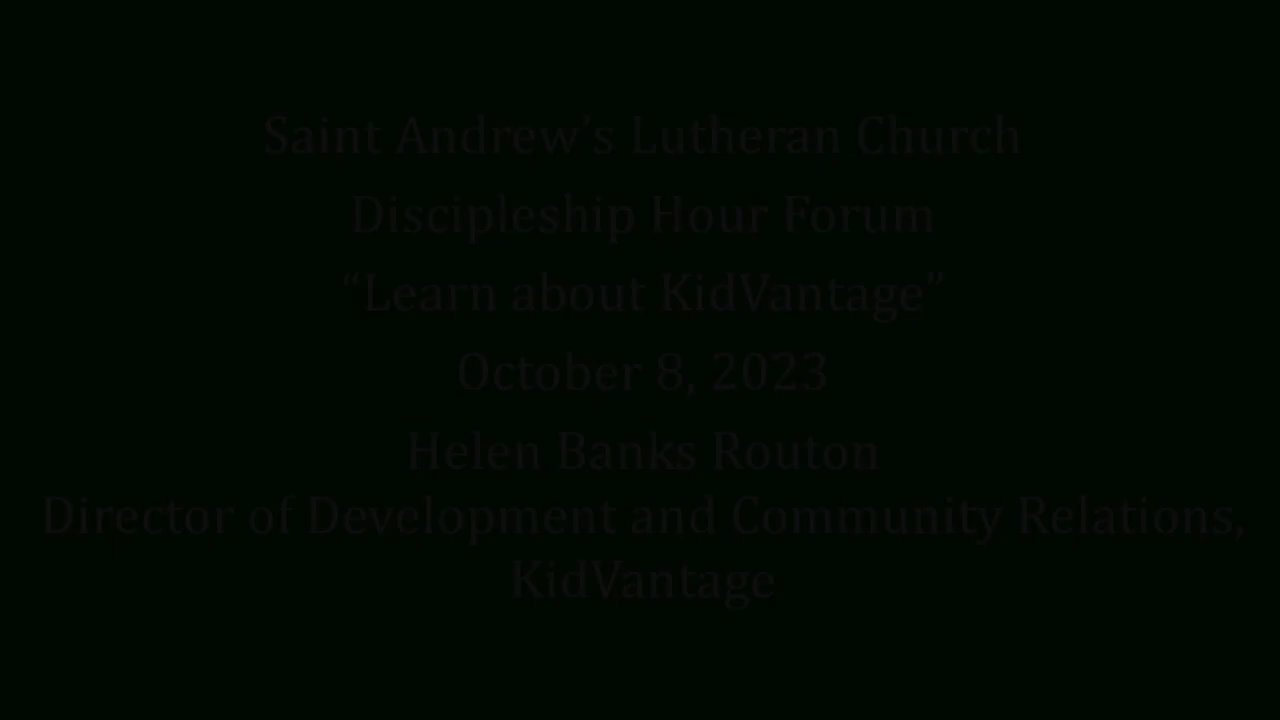 Saint Andrew’s Lutheran Church
Discipleship Hour Forum
“Learn about KidVantage”
October 8, 2023
Helen Banks Routon
Director of Development and Community Relations,
KidVantage